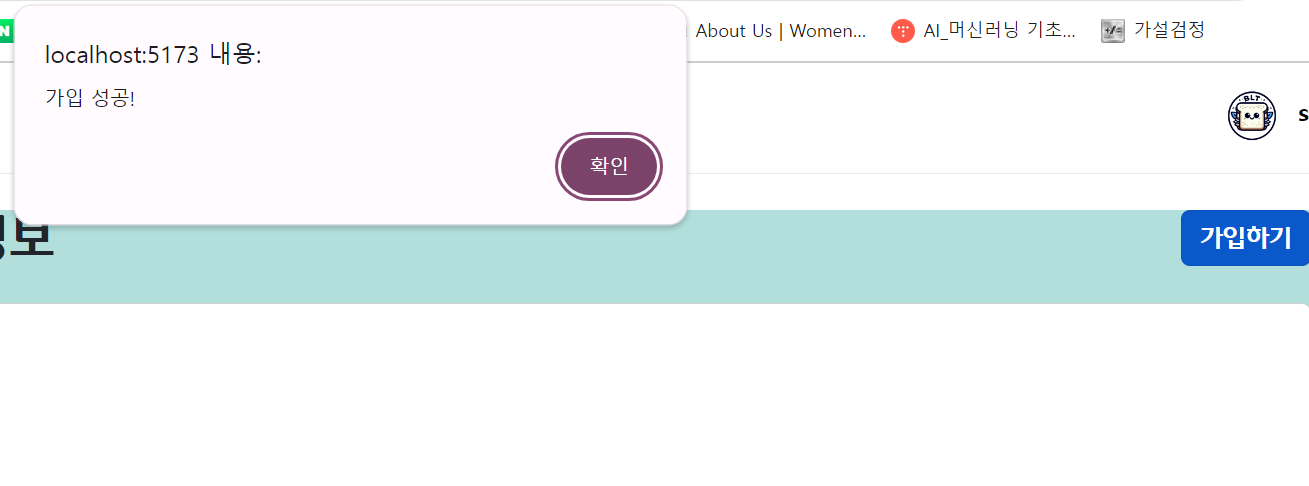 N
About Us | Women...
AI_머신러닝 기초...
가설검정
localhost:5173 내용:
가입 성공!
확인
BLT
S
정보
가입하기